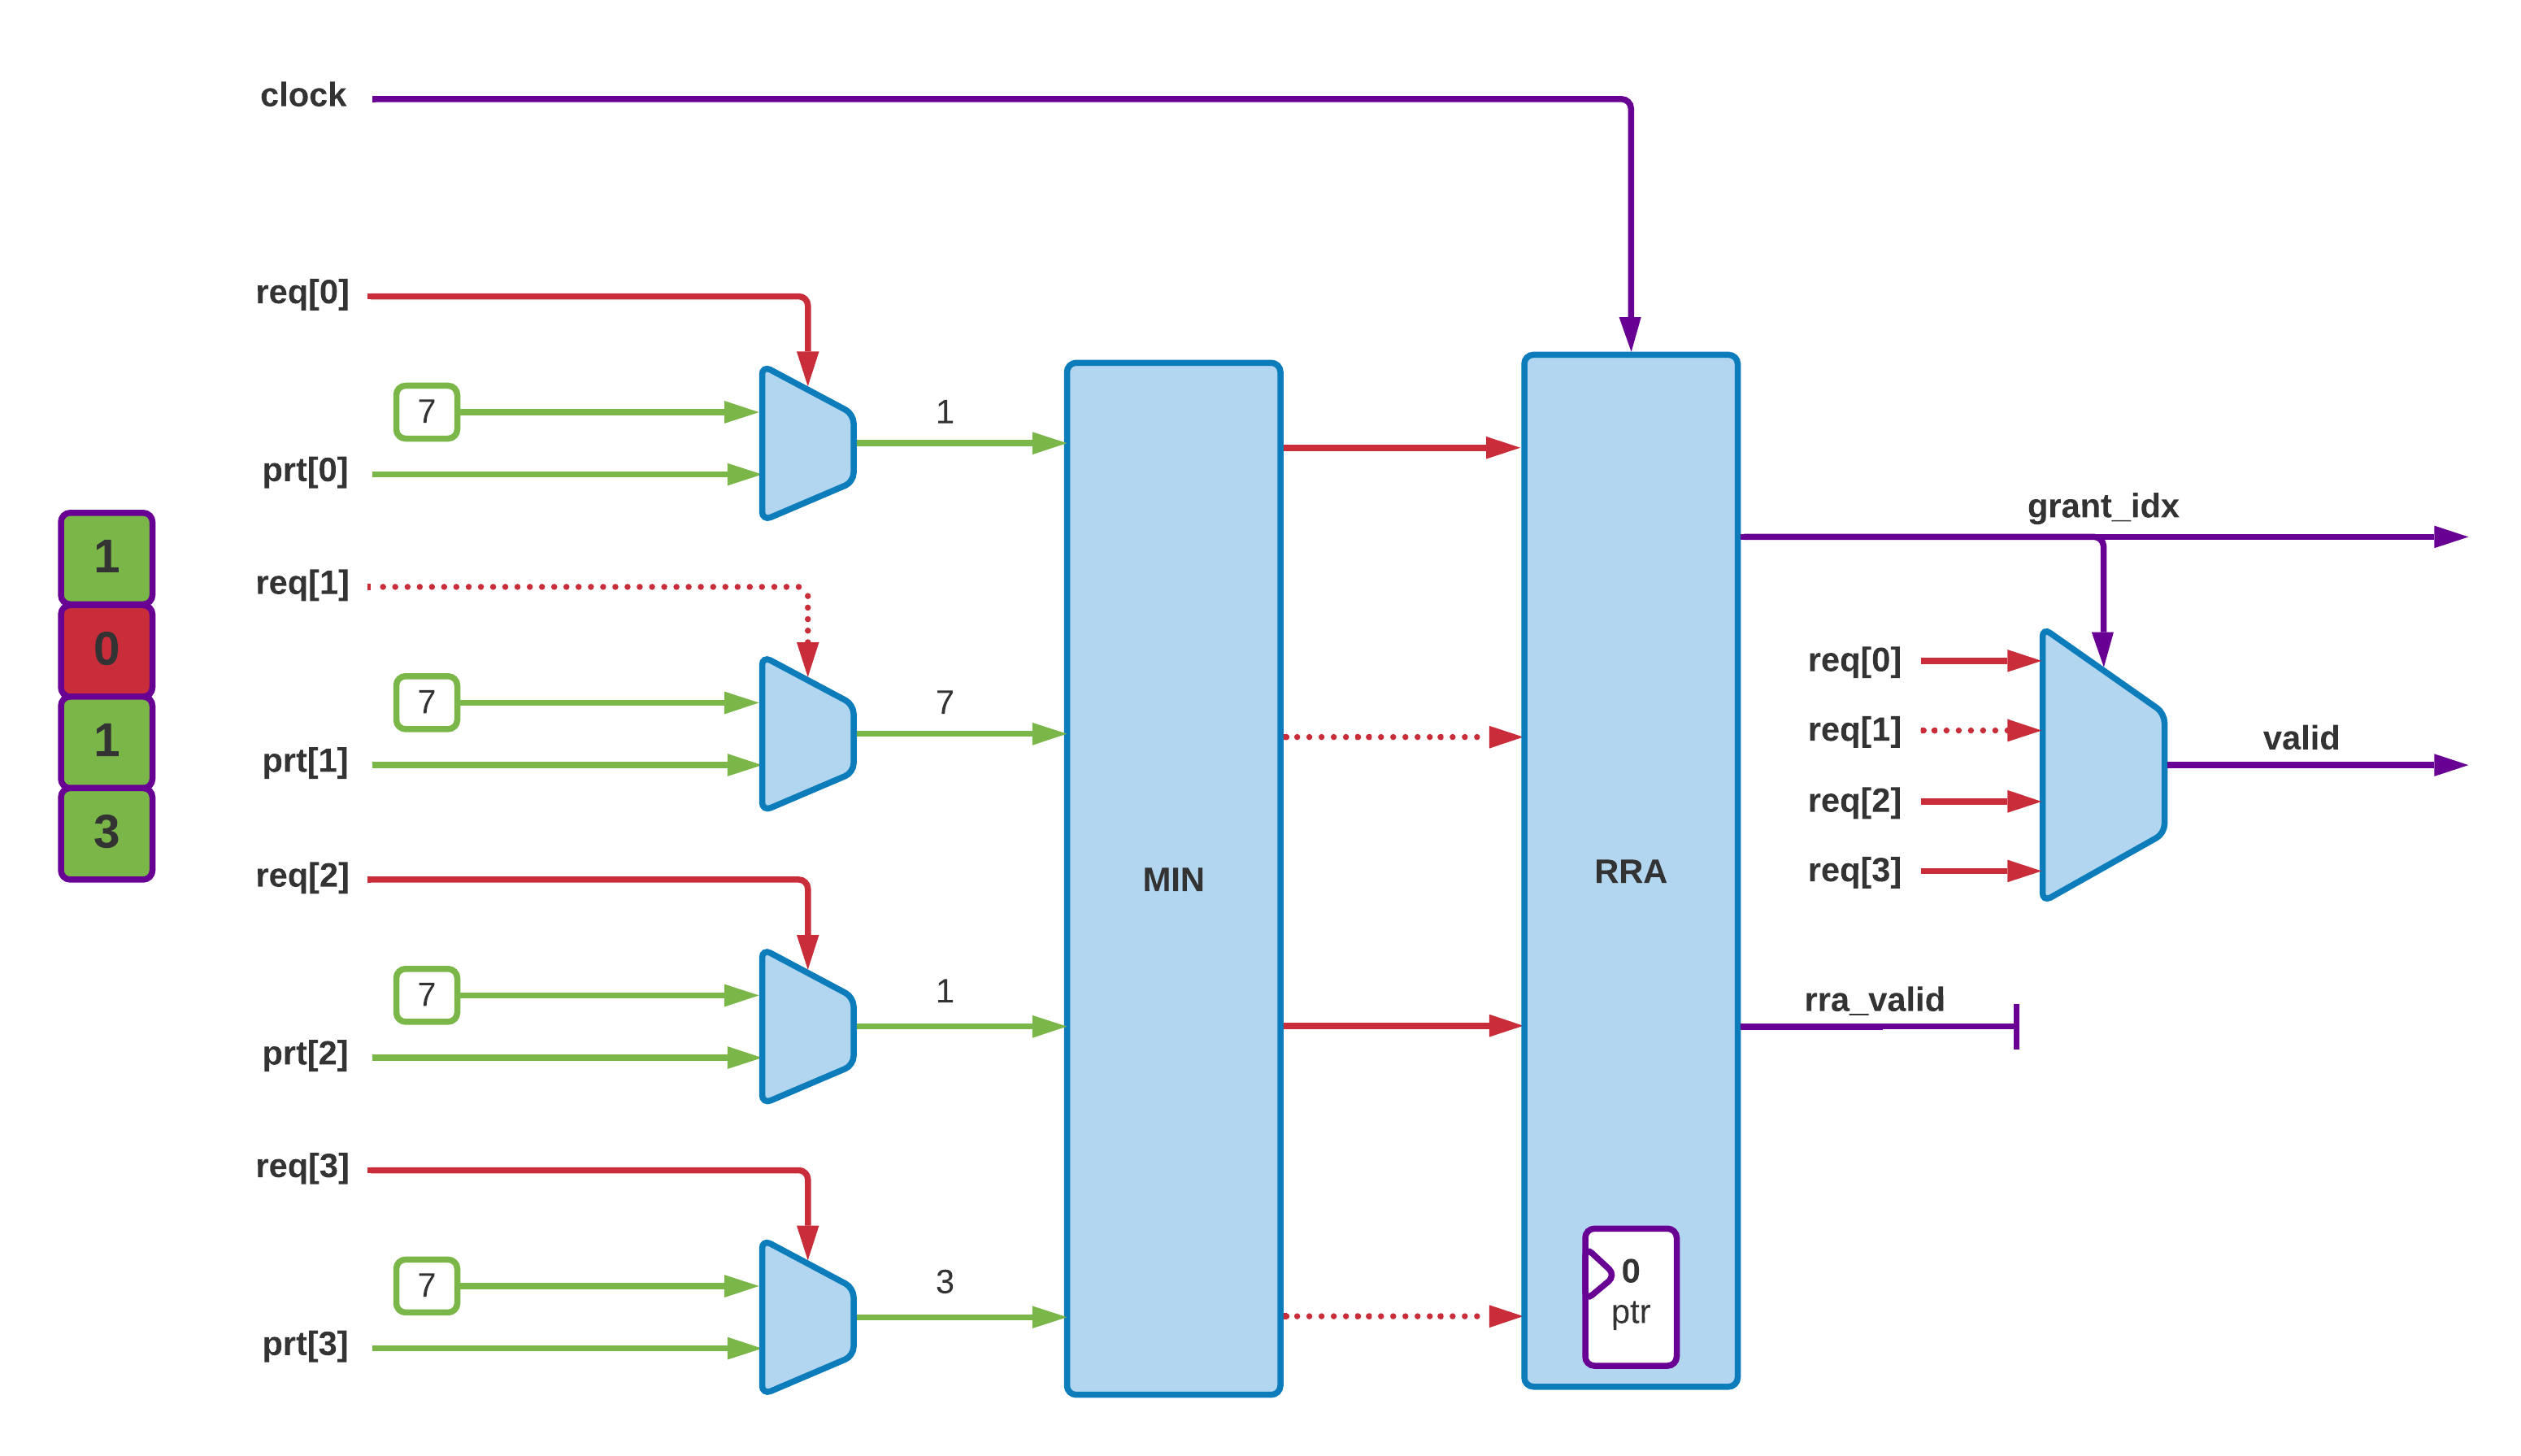 clock
req[0]
7
1
prt[0]
grant_idx
1
0
1
3
req[1]
7
7
prt[1]
req[0]
req[1]
valid
req[2]
req[3]
req[2]
MIN
RRA
7
1
prt[2]
rra_valid
req[3]
7
3
prt[3]
0
ptr